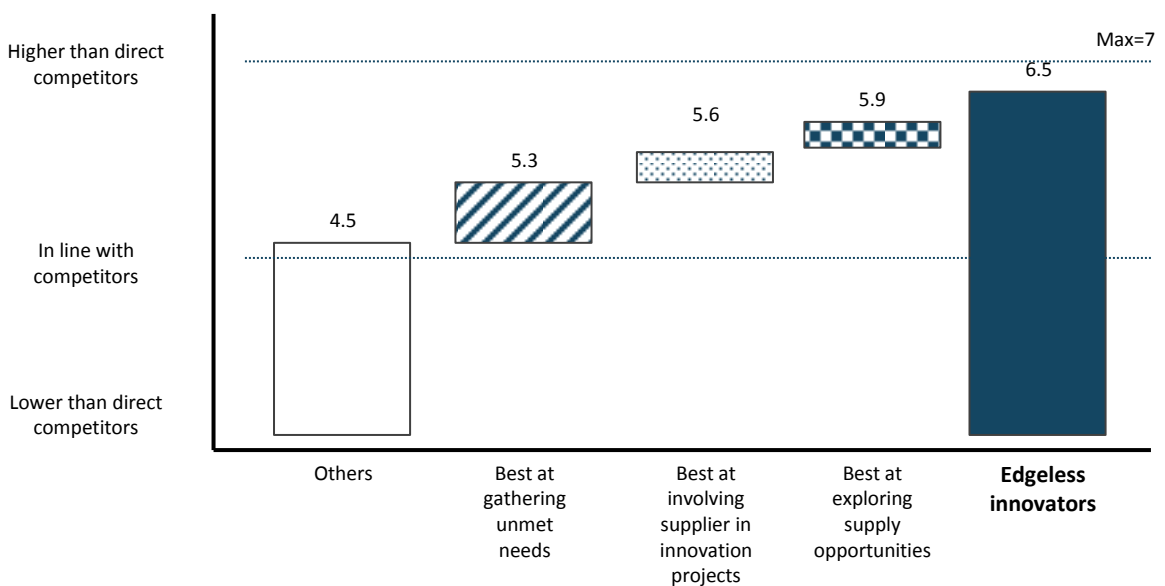 Higher than direct
competitors
In line with
competitors
Lower than direct
competitors
Max=7
4.5
5.3
5.6
5.9
6.5
Others
Best at
gathering
unmet
needs
Best at
involving
supplier in
innovation
projects
Best at
exploring
supply
opportunities
Edgeless
innovators